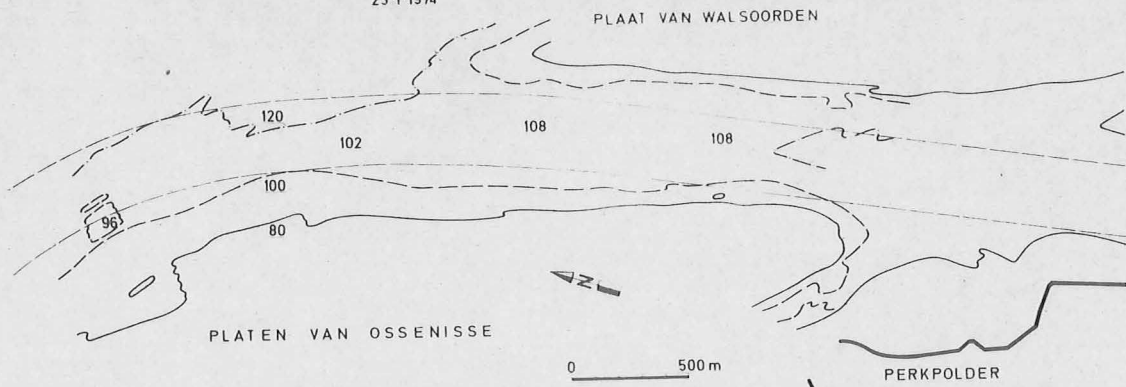 PLAAT VAN WALSOORDEN
120
102
108
108
100
96
80
N
PLATEN VAN OSSENISSE
0 500 m
PERKPOLDER